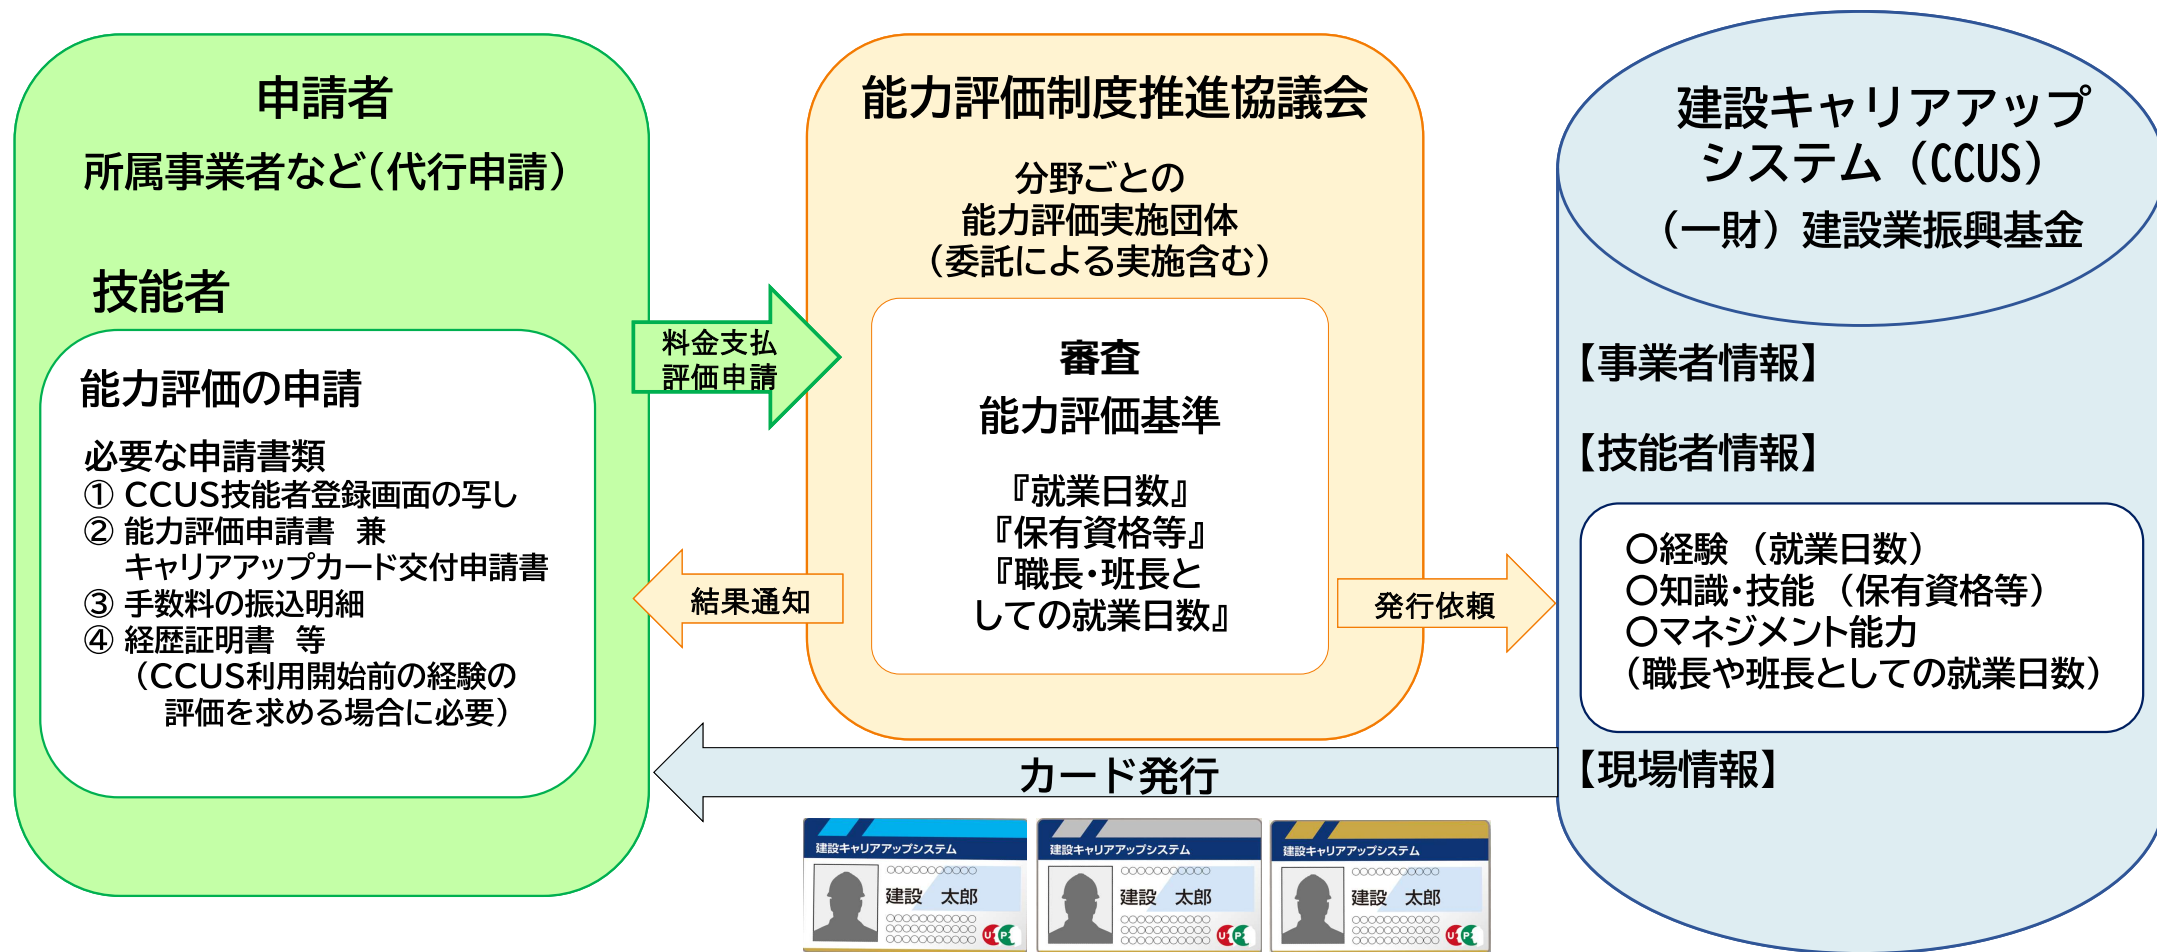 申請者
所属事業者など（代行申請）
技能者
能力評価の申請
必要な申請書類
① CCUS技能者登録画面の写し
② 能力評価申請書　兼
キャリアアップカード交付申請書
③ 手数料の振込明細
④ 経歴証明書　等
（CCUS利用開始前の経験の
評価を求める場合に必要）
料金支払
評価申請
結果通知
能力評価制度推進協議会
分野ごとの
能力評価実施団体
（委託による実施含む）
審査
能力評価基準
『就業日数』
『保有資格等』
『職長・班長と
しての就業日数』
発行依頼
カード発行
建設キャリアアップ
システム（CCUS）
（一財）建設業振興基金
【事業者情報】
【技能者情報】
〇経験 （就業日数）
〇知識・技能 （保有資格等）
〇マネジメント能力
（職長や班長としての就業日数）
【現場情報】
建設キャリアアップシステム
○○○○○○○○○○
建設　太郎
建設キャリアアップシステム
○○○○○○○○○○
建設　太郎
建設キャリアアップシステム
○○○○○○○○○○
建設　太郎